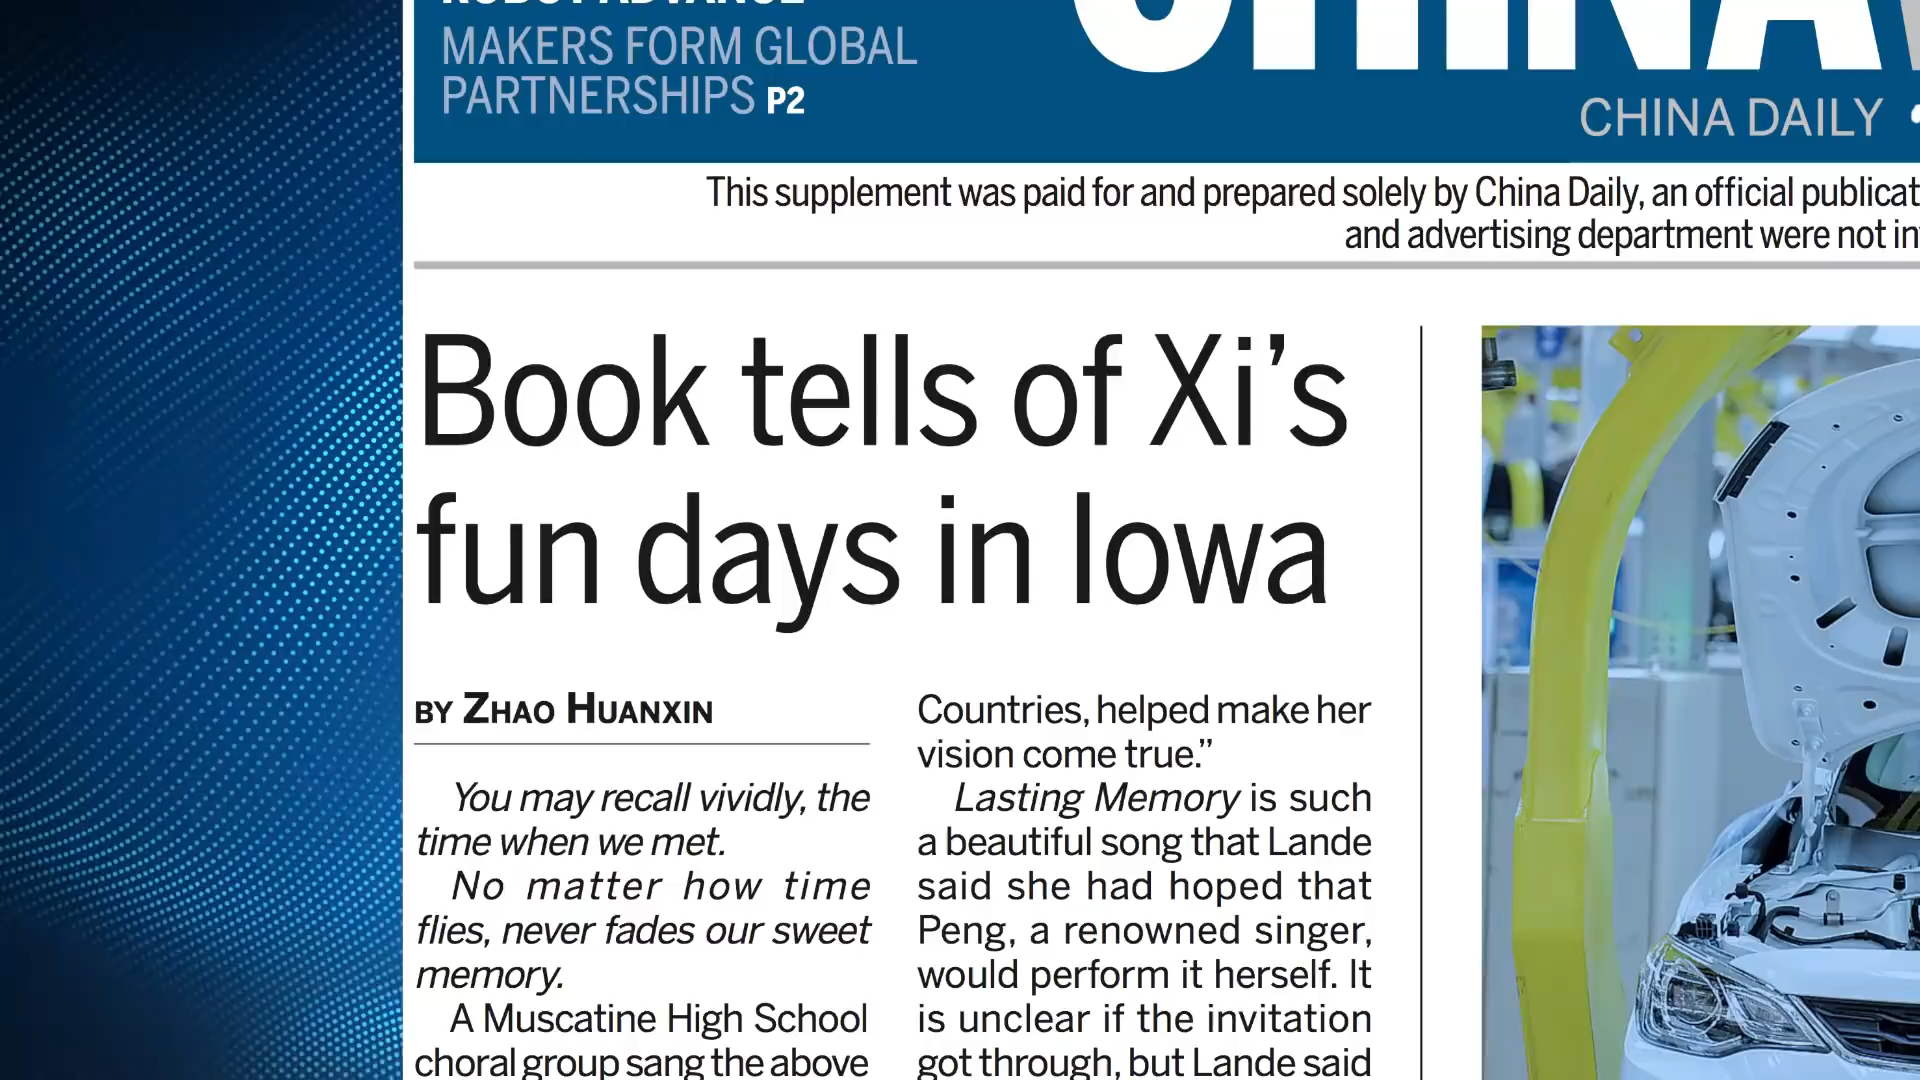 ROBOT ADVANCE
MAKERS FORM GLOBAL
PARTNERSHIPS P2
CHINA
CHINA DAILY
This supplement was paid for and prepared solely by China Daily, an official
and advertising department were not
Book tells of Xi’s
fun days in Iowa
BY ZHAO HUANXIN
You may recall vividly, the
time when we met.
No matter how time
flies, never fades our sweet
memory.
A Muscatine High School
choral group sang the above
Countries, helped make her
vision come true.”
Lasting Memory is such
a beautiful song that Lande
said she had hoped that
Peng, a renowned singer,
would perform it herself. It
is unclear if the invitation
got through, but Lande said